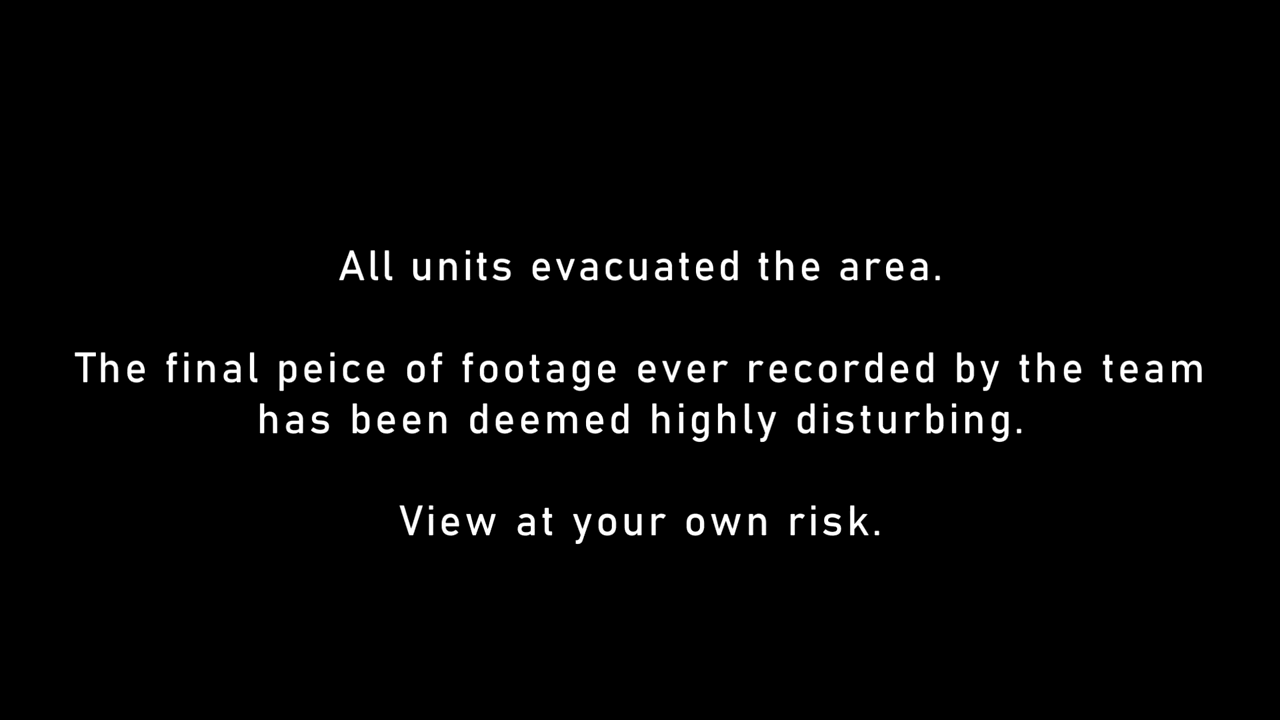 All units evacuated the area.
The final peice of footage ever recorded by the team
has been deemed highly disturbing.
View at your own risk.